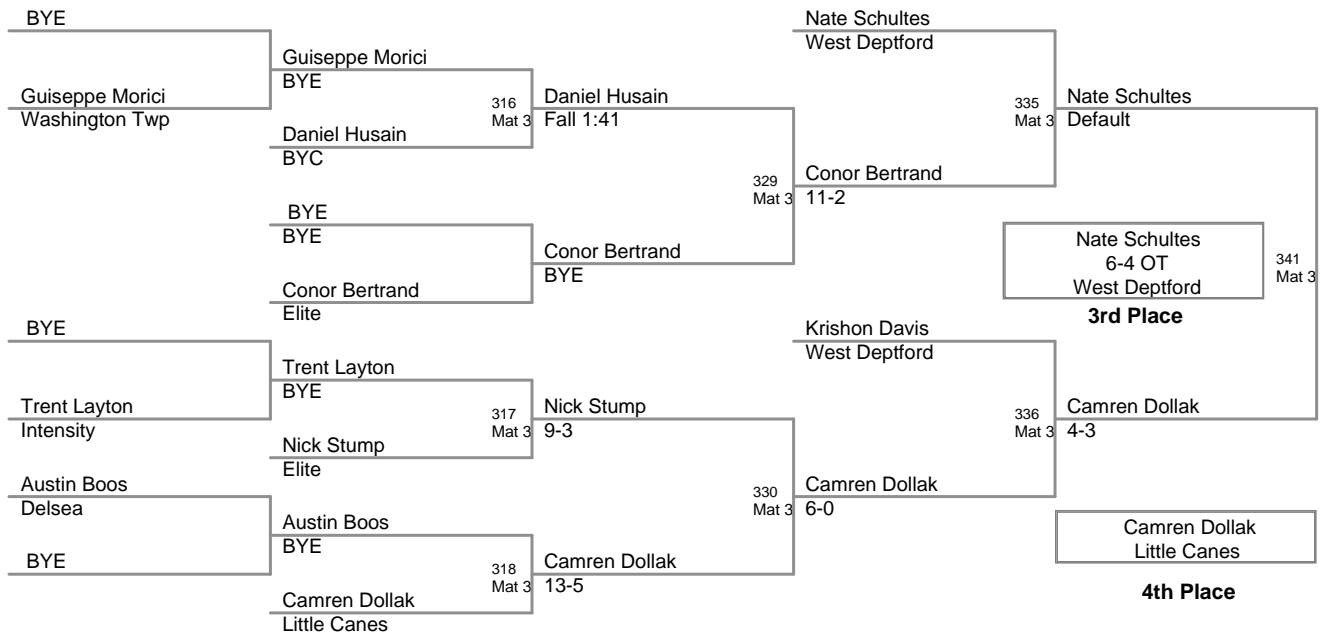 BYE
Nate Schultes
West Deptford
Guiseppe Morici
BYE
Guiseppe Morici
Washington Twp
316
Mat 3
Daniel Husain
Fall 1:41
335
Mat 3
Nate Schultes
Default
Daniel Husain
BYC
329
Mat 3
Conor Bertrand
11-2
BYE
BYE
Conor Bertrand
BYE
Nate Schultes
6-4 OT
West Deptford
341
Mat 3
Conor Bertrand
Elite
3rd Place
BYE
Krishon Davis
West Deptford
Trent Layton
BYE
Trent Layton
Intensity
317
Mat 3
Nick Stump
9-3
336
Mat 3
Camren Dollak
4-3
Nick Stump
Elite
Austin Boos
Delsea
330
Mat 3
Camren Dollak
6-0
Austin Boos
BYE
Camren Dollak
Little Canes
BYE
318
Mat 3
Camren Dollak
13-5
4th Place
Camren Dollak
Little Canes